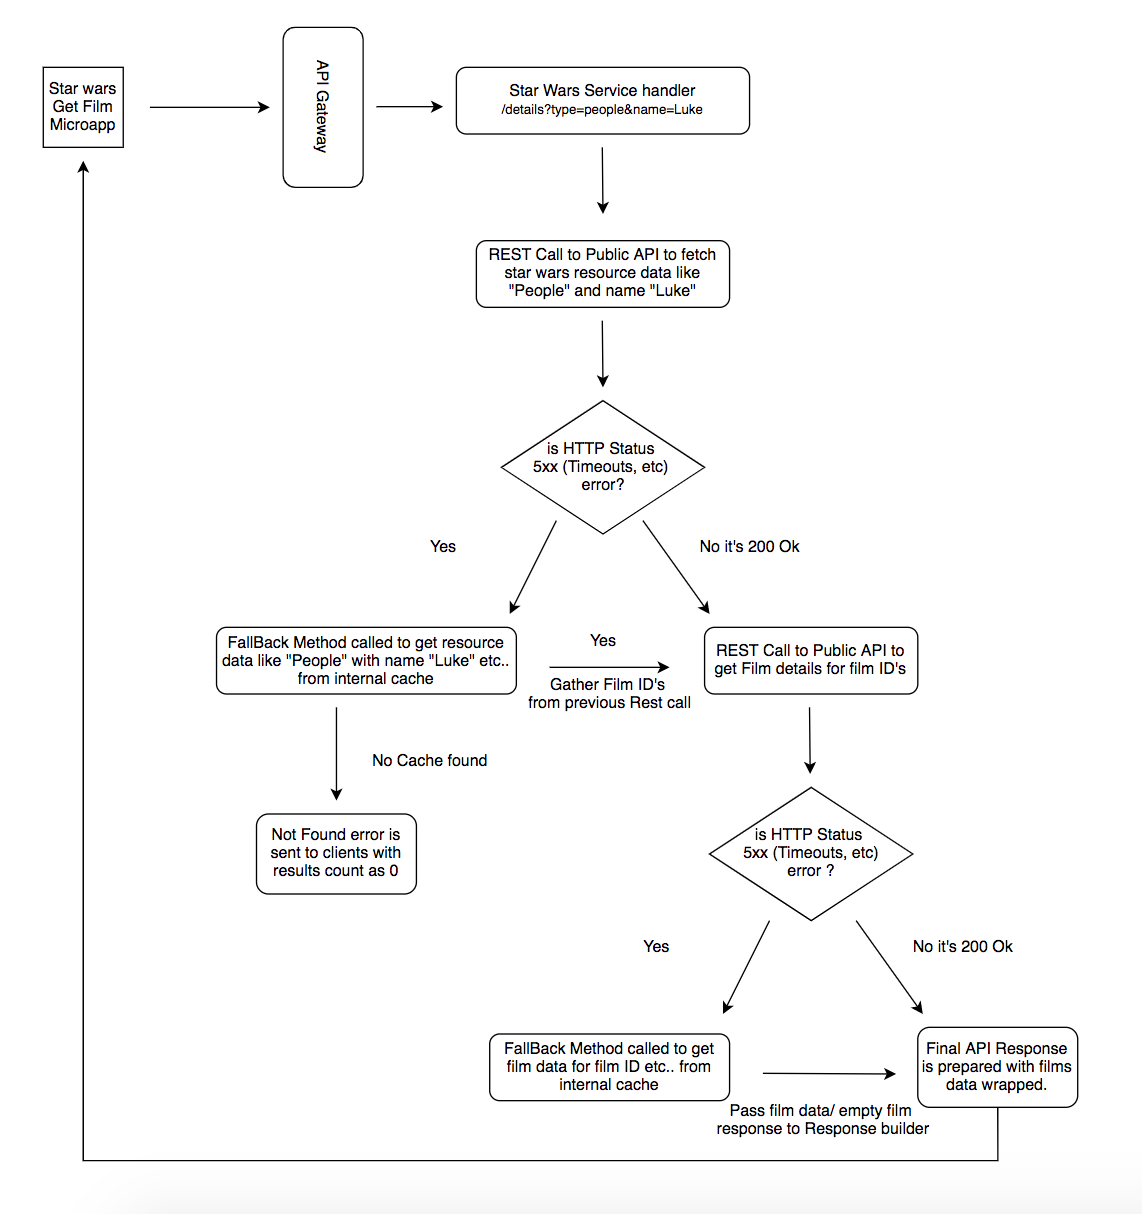 Star wars
Get Film
Microapp
API Gateway
Star Wars Service handler
/details?type=people&name=Luke
REST Call to Public API to fetch
star wars resource data like
"People" and name "Luke"
is HTTP Status
5xx (Timeouts, etc)
error?
Yes
No it's 200 Ok
FallBack Method called to get resource
data like "People" with name "Luke" etc..
from internal cache
Yes
Gather Film ID's
from previous Rest call
REST Call to Public API to
get Film details for film ID's
No Cache found
Not Found error is
sent to clients with
results count as 0
is HTTP Status
5xx (Timeouts, etc)
error ?
Yes
No it's 200 Ok
FallBack Method called to get
film data for film ID etc.. from
internal cache
Pass film data/ empty film
response to Response builder
Final API Response
is prepared with films
data wrapped.